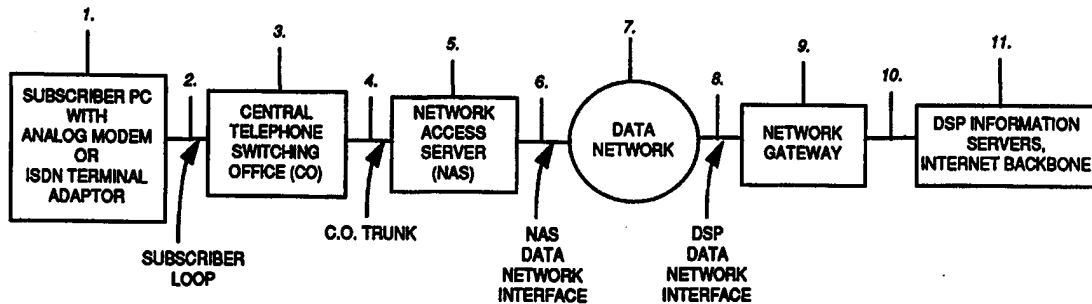 1.
2.
3.
4.
5.
6.
7.
8.
9.
10.
11.
SUBSCRIBER PC
WITH
ANALOG MODEM
OR
ISDN TERMINAL
ADAPTOR
SUBSCRIBER
LOOP
CENTRAL
TELEPHONE
SWITCHING
OFFICE (CO)
C.O. TRUNK
NETWORK
ACCESS
SERVER
(NAS)
NAS
DATA
NETWORK
INTERFACE
DATA
NETWORK
DSP
DATA
NETWORK
INTERFACE
NETWORK
GATEWAY
DSP INFORMATION
SERVERS,
INTERNET BACKBONE